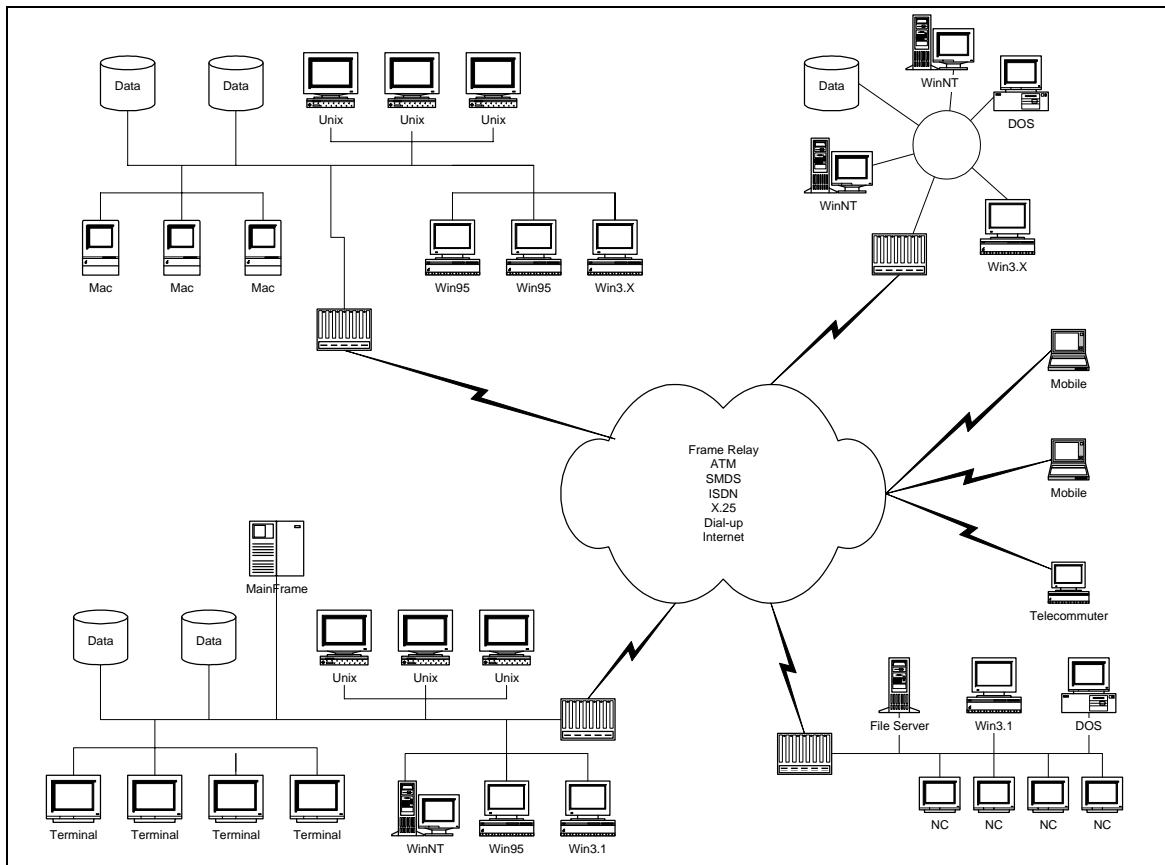 Data
Data
Unix
Unix
Unix
Mac
Mac
Mac
Win95
Win95
Win3.X
WinNT
Data
DOS
WinNT
Win3.X
Mobile
Mobile
Telecommuter
Frame Relay
ATM
SMDS
ISDN
X.25
Dial-up
Internet
MainFrame
Data
Data
Unix
Unix
Unix
Terminal
Terminal
Terminal
Terminal
WinNT
Win95
Win3.1
File Server
Win3.1
DOS
NC
NC
NC
NC